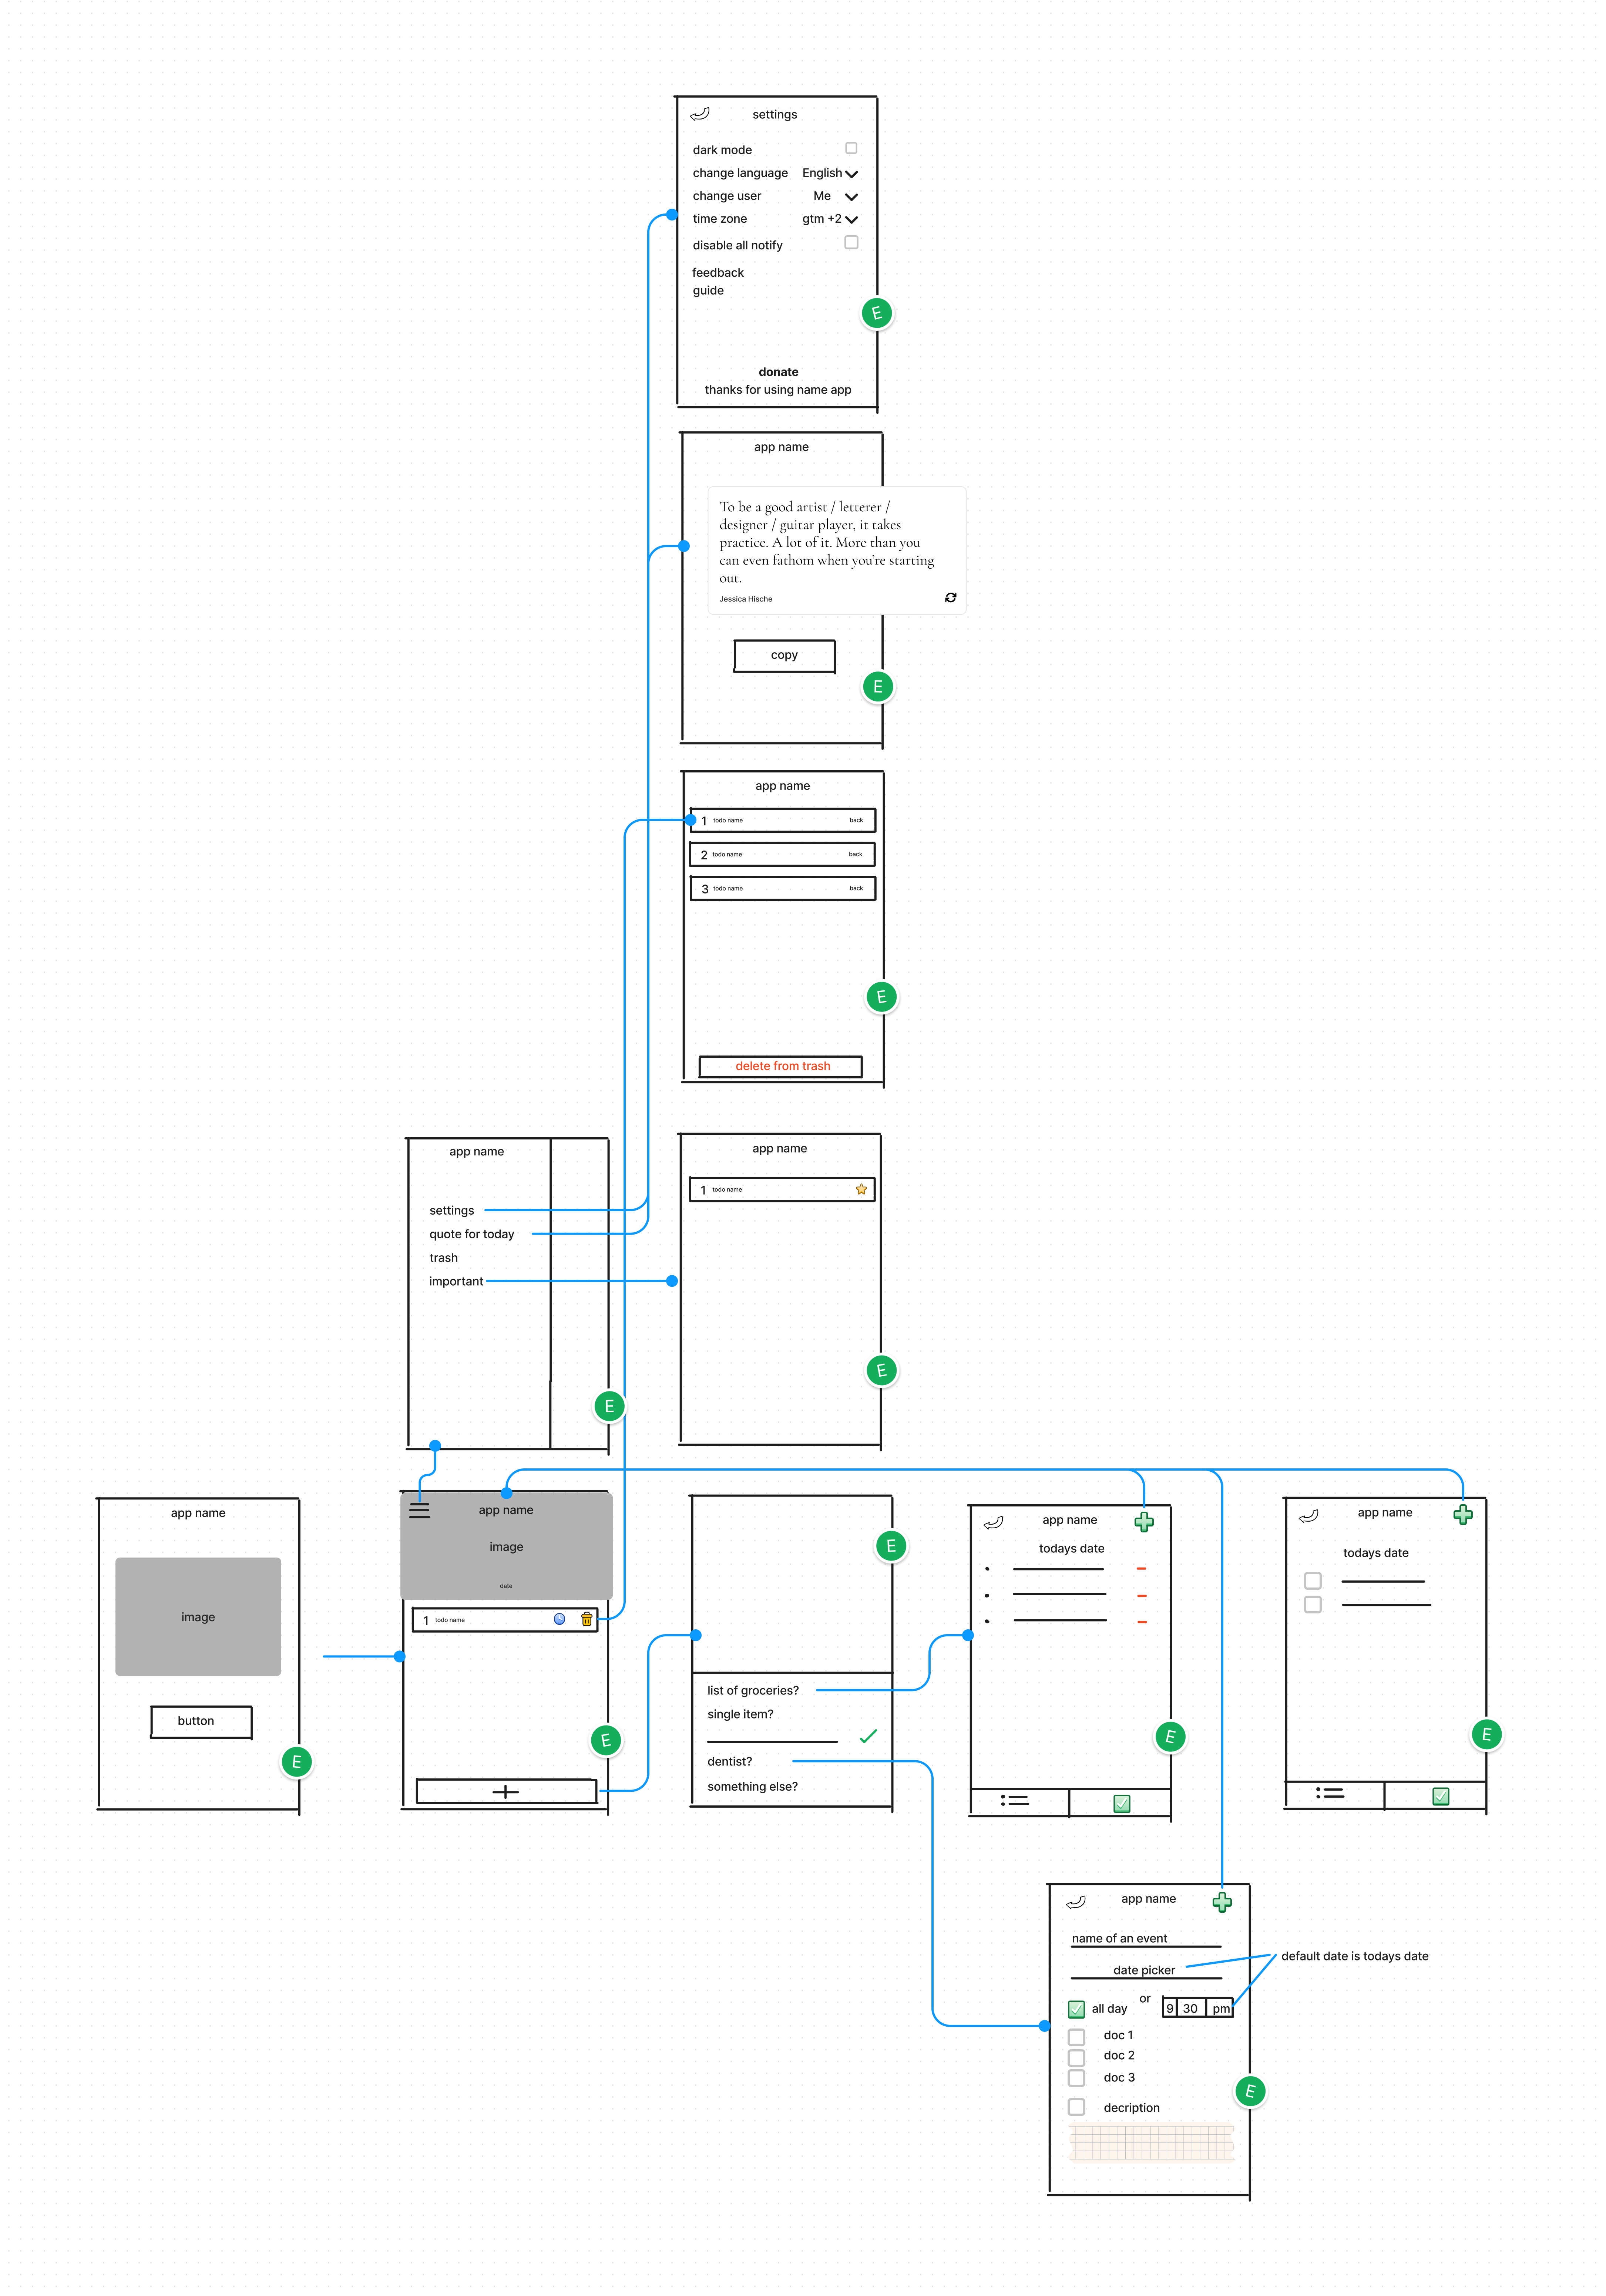 settings
dark mode
change language English
change user Me
time zone gtm +2
disable all notify
feedback
guide
E
donate
thanks for using name app
app name
To be a good artist / letterer /
designer / guitar player, it takes
practice. A lot of it. More than you
can even fathom when you're starting
out.
Jessica Hische
copy
E
app name
1 todo name back
2 todo name back
3 todo name back
E
delete from trash
app name
settings
quote for today
trash
important
E
app name
1 todo name
E
app name
image
button
E
app name
image
date
1 todo name
E
E
list of groceries?
single item?
dentist?
something else?
app name
todays date
E
app name
todays date
E
app name
name of an event
date picker
default date is todays date
all day or 9 30 pm
doc 1
doc 2
doc 3
E
decription